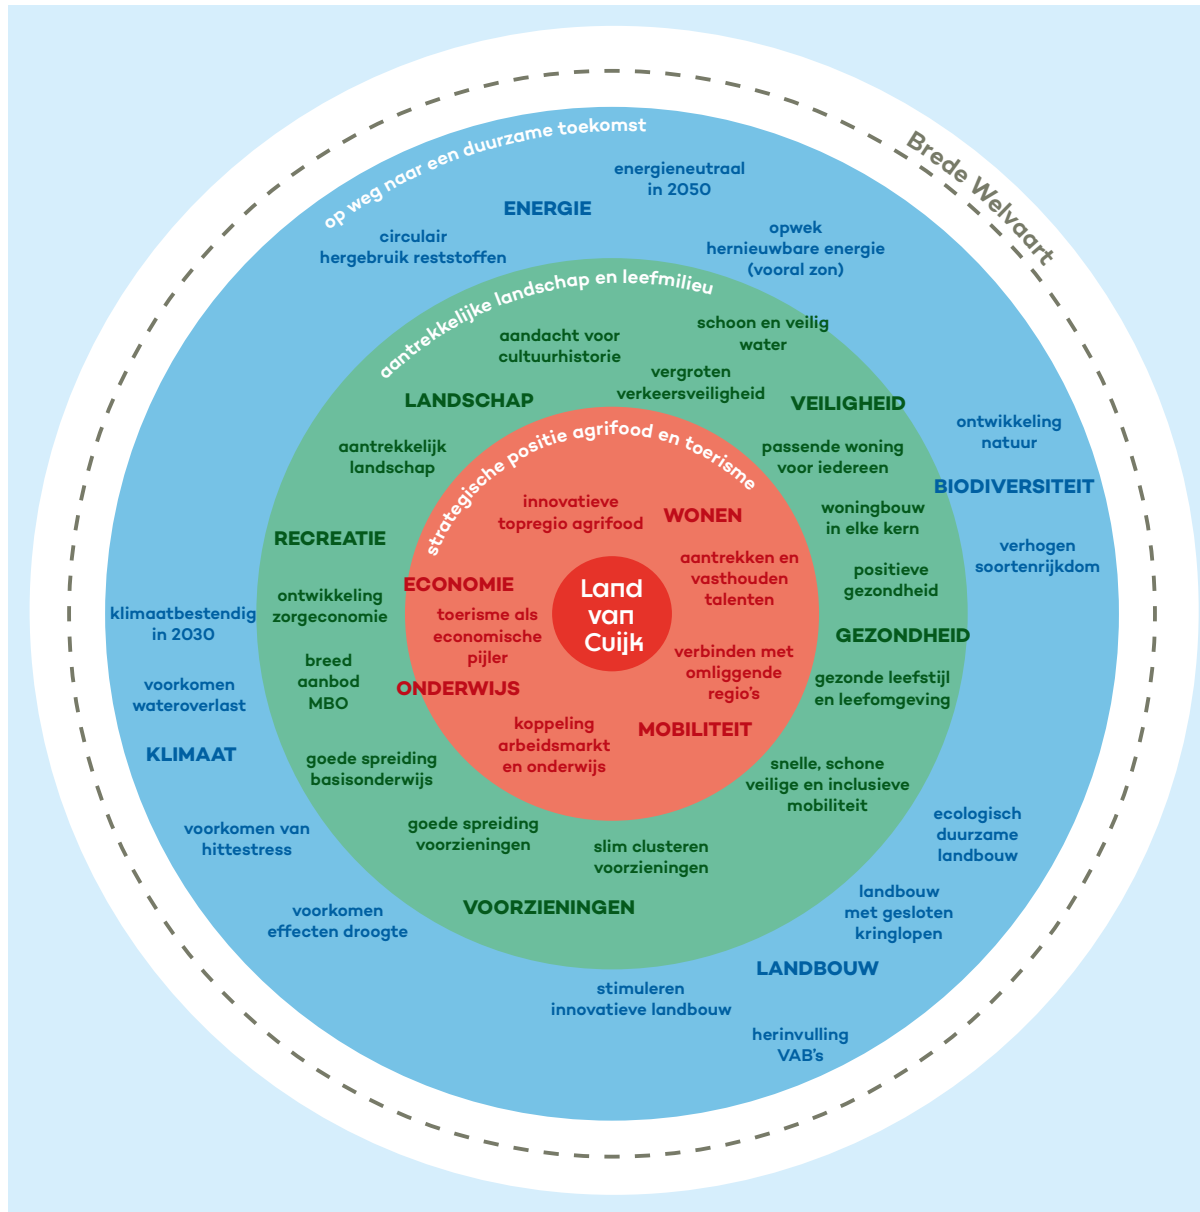 Brede Welvaart
op weg naar een duurzame toekomst
energieneutraal
in 2050
ENERGIE
circulair
hergebruik reststoffen
opwek
hernieuwbare energie
(vooral zon)
aantrekkelijke landschap en leefmilieu
aandacht voor
cultuurhistorie
schoon en veilig
water
vergroten
verkeersveiligheid
LANDSCHAP
VEILIGHEID
aantrekkelijk
landschap
passende woning
voor iedereen
ontwikkeling
natuur
BIODIVERSITEIT
verhogen
soortenrijkdom
strategische positie agrifood en toerisme
innovatieve
topregio agrifood
WONEN
woningbouw
in elke kern
RECREATIE
aantrekken en
vasthouden
talenten
positieve
gezondheid
ECONOMIE
Land
van
Cuijk
ontwikkeling
zorgeconomie
klimaatbestendig
in 2030
toerisme als
economische
pijler
GEZONDHEID
verbinden met
omliggende
regio's
breed
aanbod
MBO
ONDERWIJS
gezonde leefstijl
en leefomgeving
voorkomen
wateroverlast
KLIMAAT
koppeling
arbeidsmarkt
en onderwijs
MOBILITEIT
goede spreiding
basisonderwijs
snelle, schone
veilige en inclusieve
mobiliteit
voorkomen van
hittestress
goede spreiding
voorzieningen
slim clusteren
voorzieningen
ecologisch
duurzame
landbouw
voorkomen
effecten droogte
VOORZIENINGEN
landbouw
met gesloten
kringlopen
LANDBOUW
stimuleren
innovatieve landbouw
herinvulling
VAB's